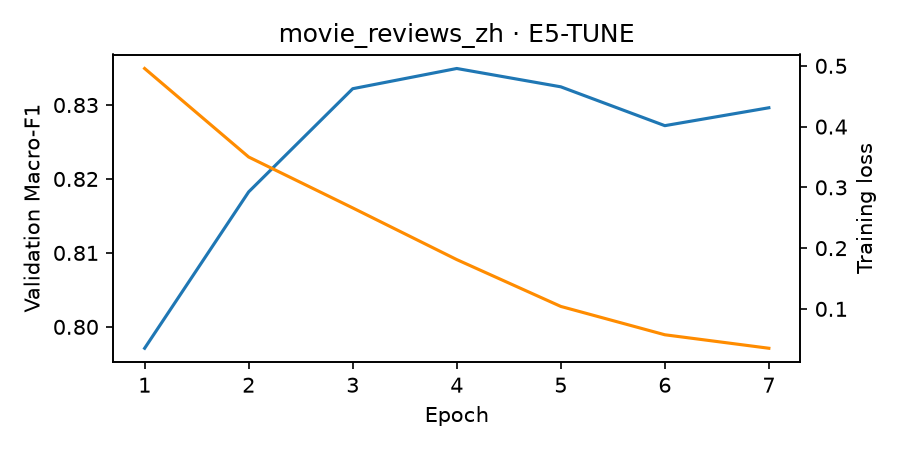 movie_reviews_zh · E5-TUNE
Validation Macro-F1
0.83
0.82
0.81
0.80
0.5
0.4
0.3
0.2
0.1
Training loss
1 2 3 4 5 6 7
Epoch